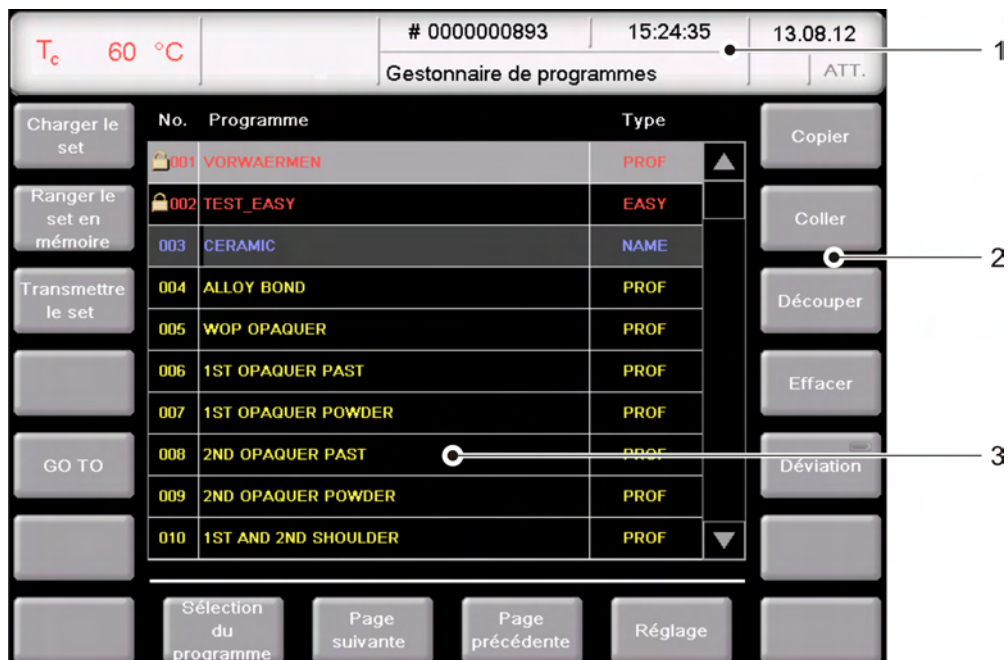 Tc 60 °C
# 0000000893 15:24:35 13.08.12
Gestonnaire de programmes ATT.
1
Charger le
set
Ranger le
set en
mémoire
Transmettre
le set
GO TO
No. Programme Type
001 VORWAERMEN PROF
002 TEST_EASY EASY
003 CERAMIC NAME
004 ALLOY BOND PROF
005 WOP OPAQUER PROF
006 1ST OPAQUER PAST PROF
007 1ST OPAQUER POWDER PROF
008 2ND OPAQUER PAST PROF
009 2ND OPAQUER POWDER PROF
010 1ST AND 2ND SHOULDER PROF
Copier
Coller
2
Découper
Effacer
Déviation
3
Sélection
du
programme
Page
suivante
Page
précédente
Réglage